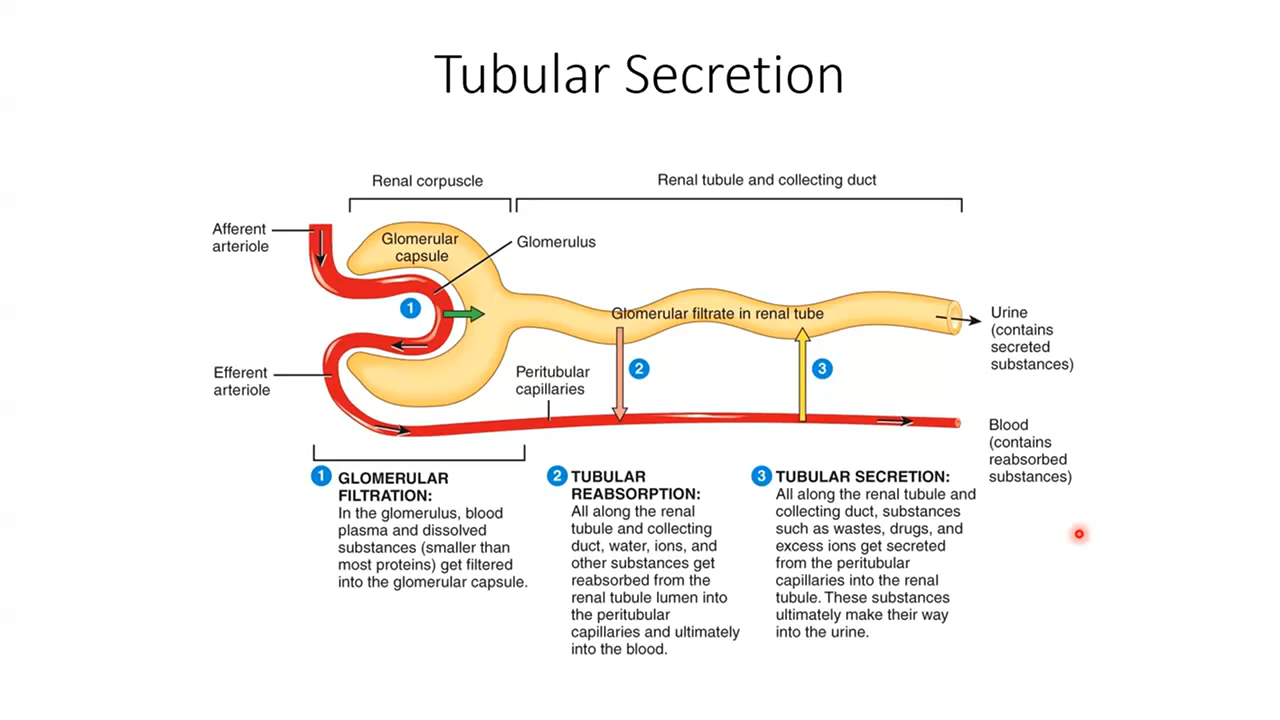 Tubular Secretion
Renal corpuscle
Renal tubule and collecting duct
Afferent
arteriole
Glomerular
capsule
Glomerulus
1
Glomerular filtrate in renal tube
Urine
(contains
secreted
substances)
Efferent
arteriole
Peritubular
capillaries
2
3
Blood
(contains
reabsorbed
substances)
1 GLOMERULAR
FILTRATION:
In the glomerulus, blood
plasma and dissolved
substances (smaller than
most proteins) get filtered
into the glomerular capsule.
2 TUBULAR
REABSORPTION:
All along the renal
tubule and collecting
duct, water, ions, and
other substances get
reabsorbed from the
renal tubule lumen into
the peritubular
capillaries and ultimately
into the blood.
3 TUBULAR SECRETION:
All along the renal tubule and
collecting duct, substances
such as wastes, drugs, and
excess ions get secreted
from the peritubular
capillaries into the renal
tubule. These substances
ultimately make their way
into the urine.